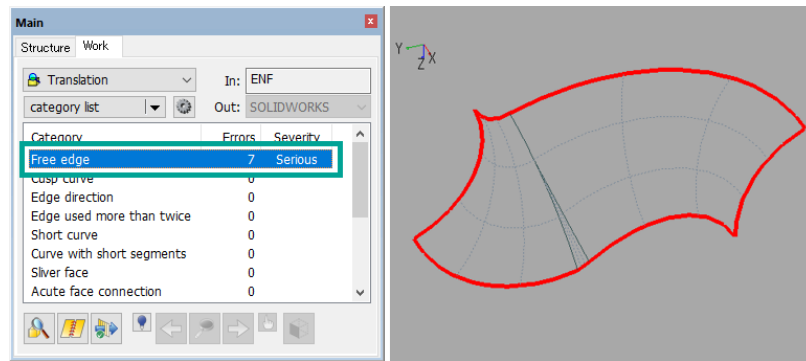 Main
Structure Work
Translation In: ENF
category list Out: SOLIDWORKS
Category Errors Severity
Free edge 7 Serious
Cusp curve 0
Edge direction 0
Edge used more than twice 0
Short curve 0
Curve with short segments 0
Sliver face 0
Acute face connection 0
Y
Z X